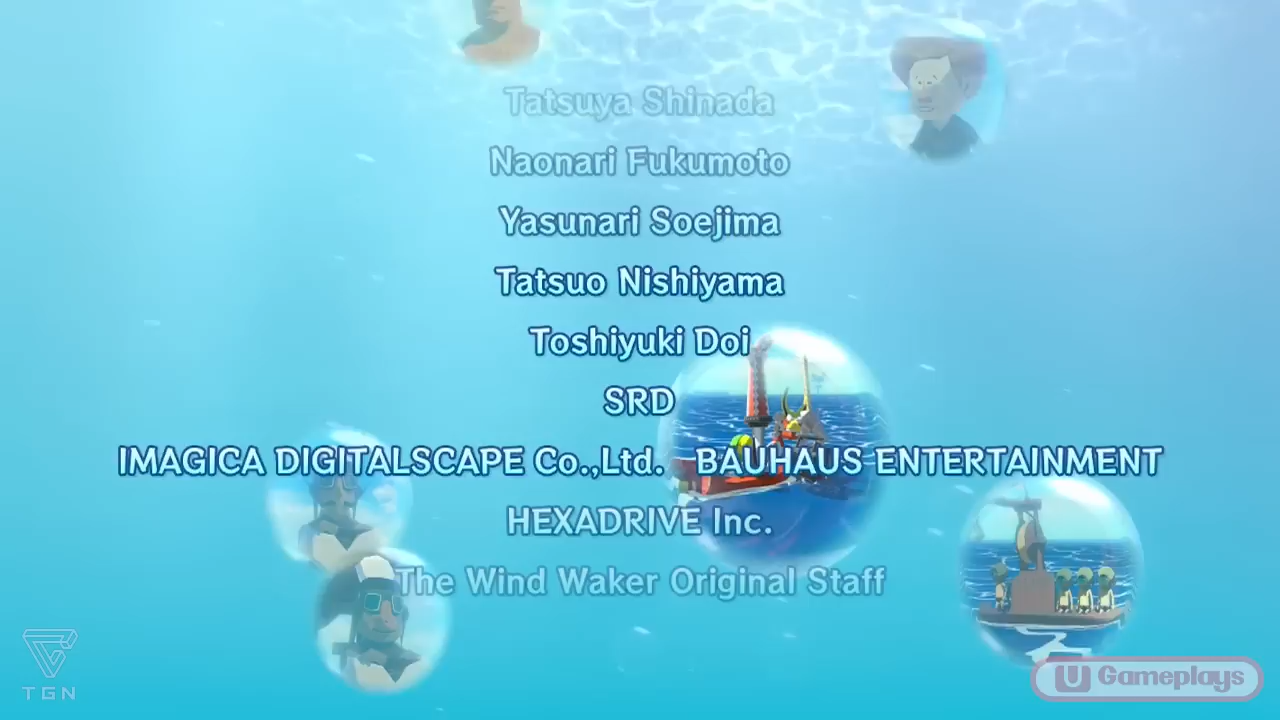 Tatsuya Shinada
Naonari Fukumoto
Yasunari Soejima
Tatsuo Nishiyama
Toshiyuki Doi
SRD
IMAGICA DIGITALSCAPE Co.,Ltd. BAUHAUS ENTERTAINMENT
HEXADRIVE Inc.
The Wind Waker Original Staff
TGN
U Gameplays